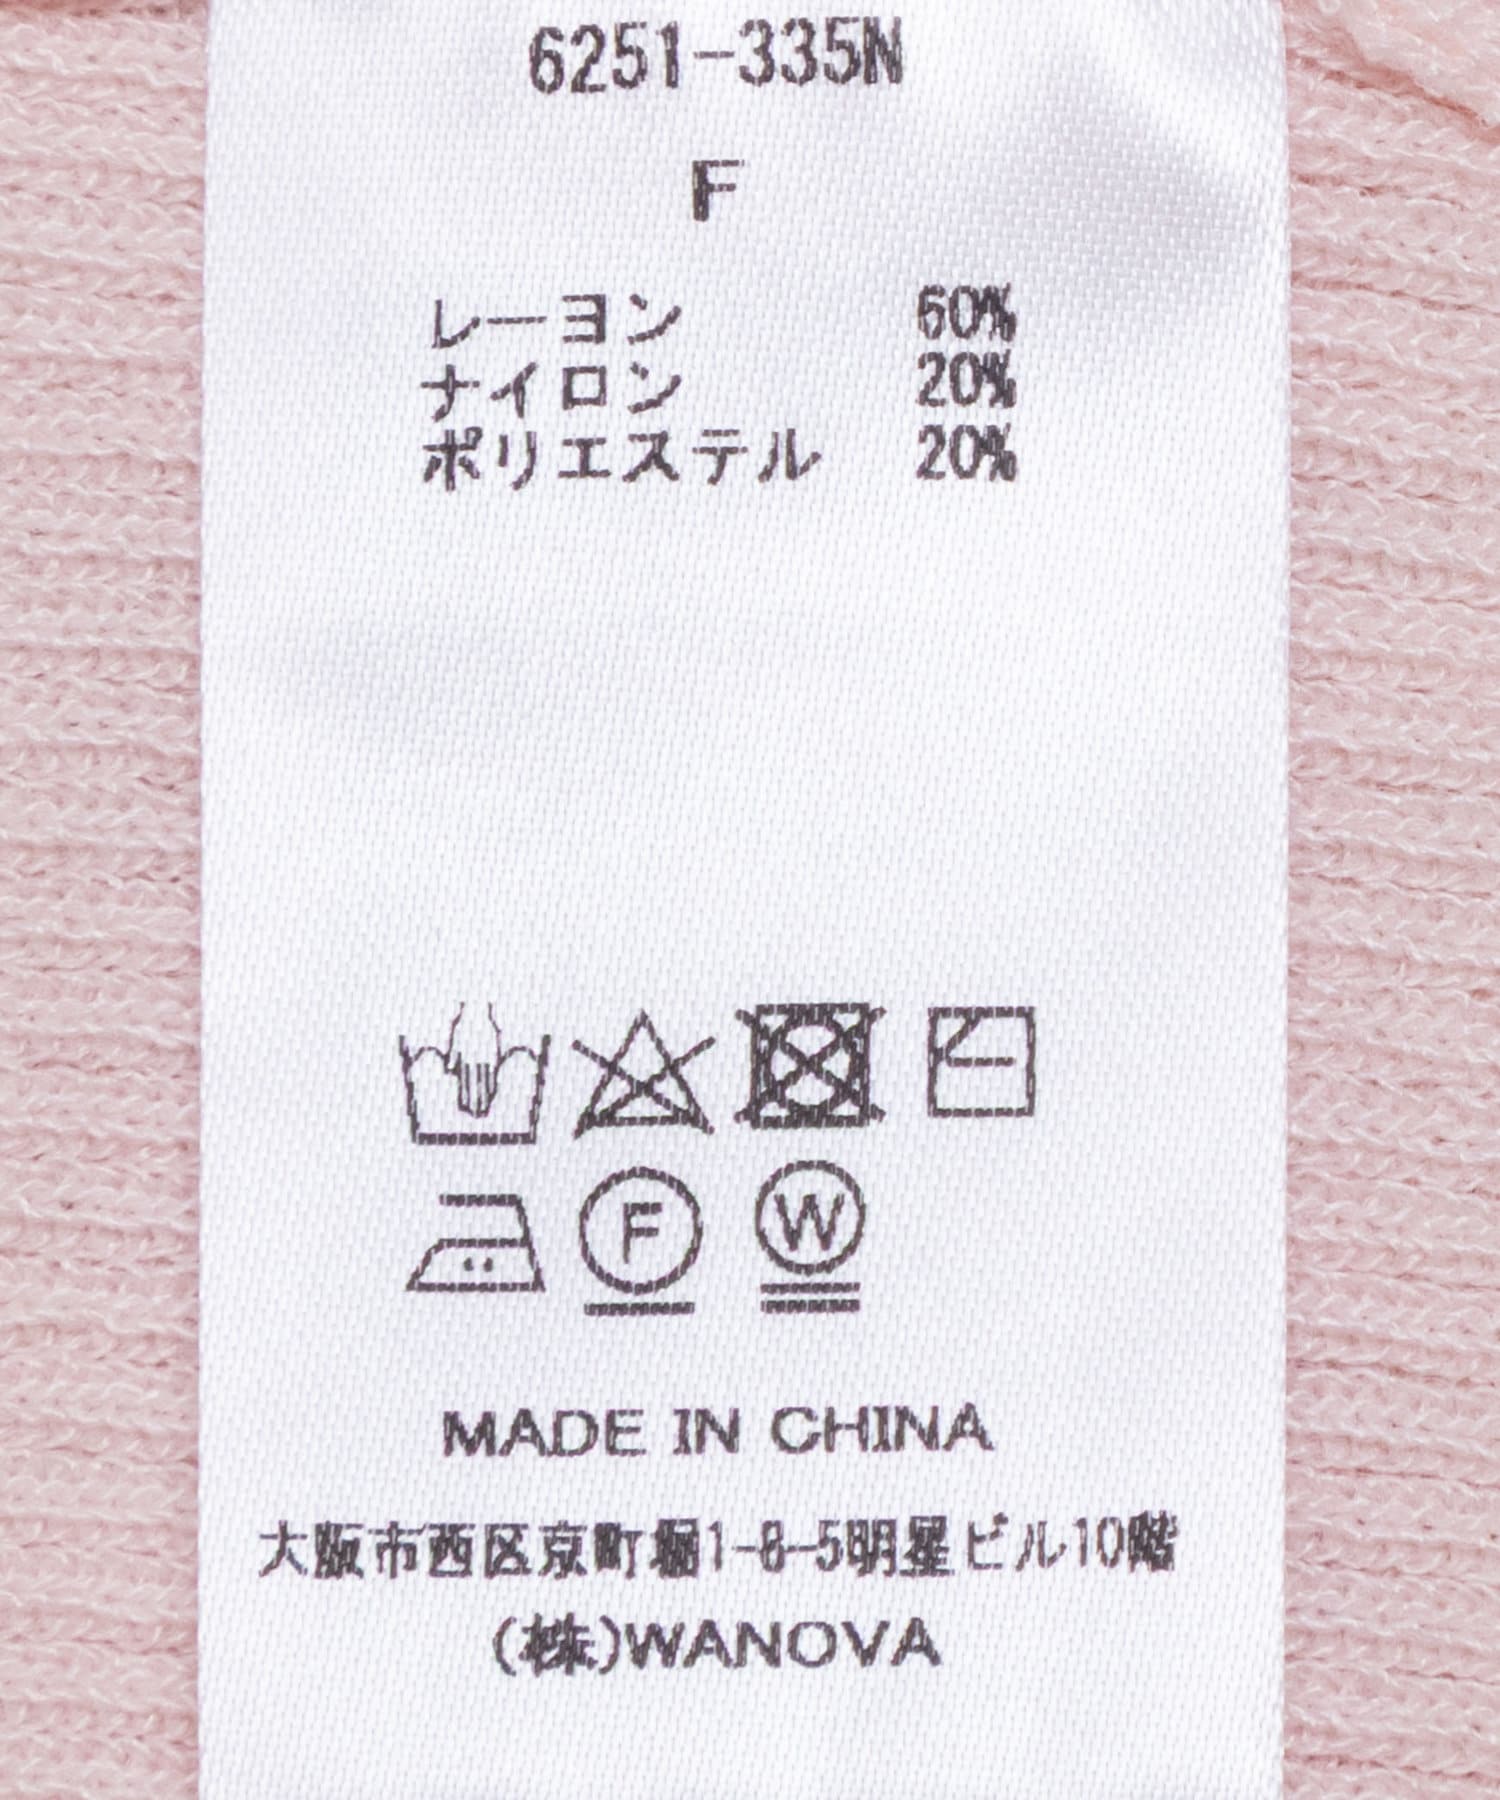 6251-335N
F
レーヨン 60%
ナイロン 20%
ポリエステル 20%
F W
MADE IN CHINA
大阪市西区京町堀1-8-5明星ビル10階
(株)WANOVA